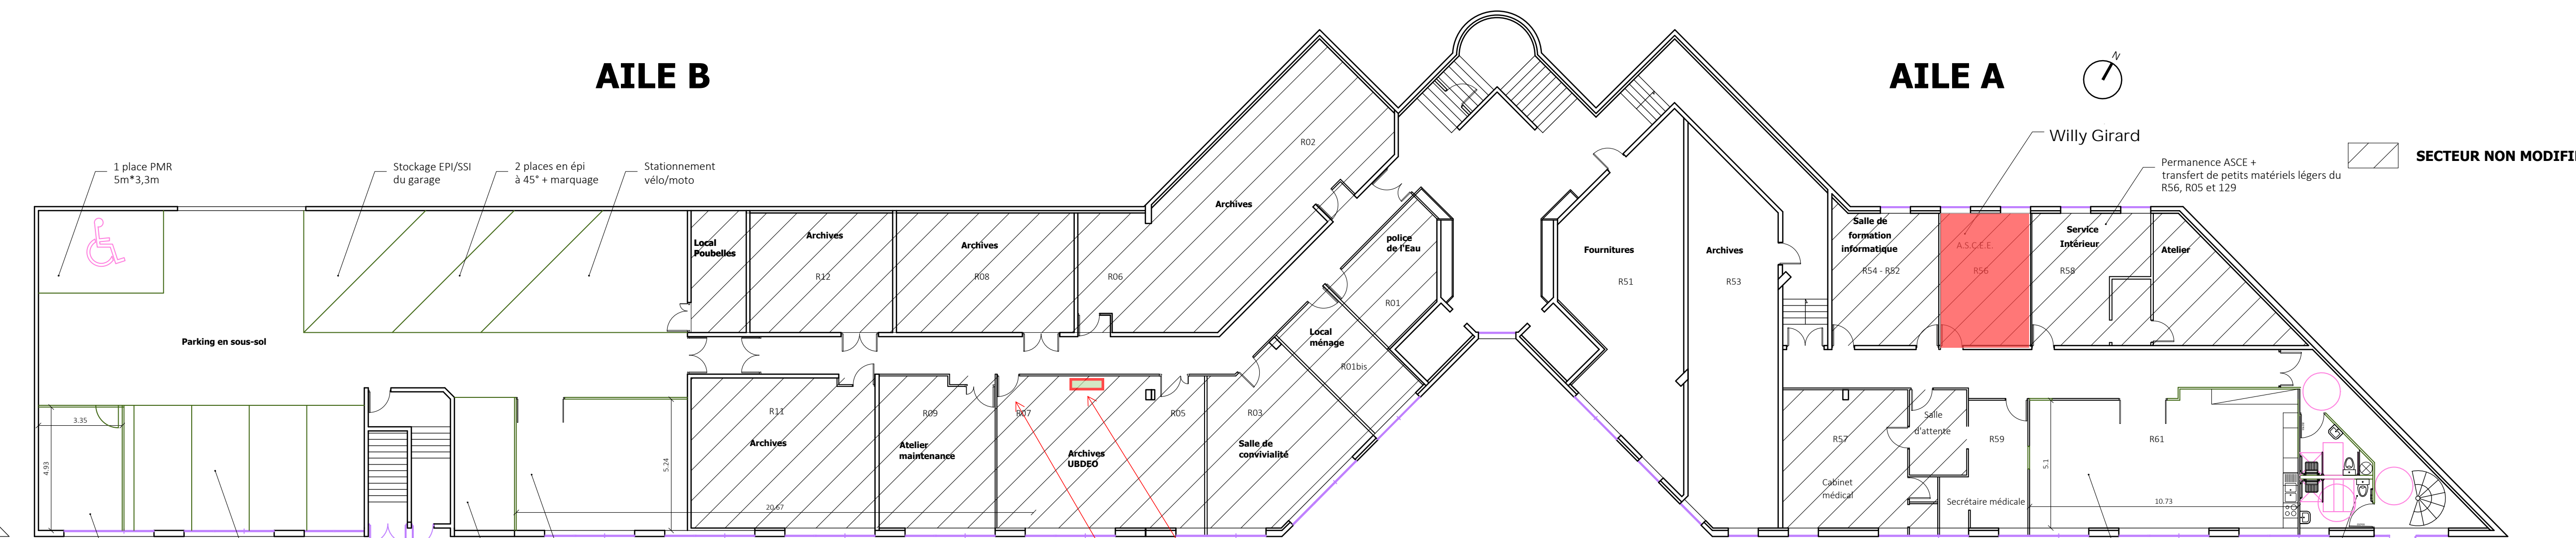 AILE B
AILE A
N
Willy Girard
1 place PMR
5m*3,3m
Stockage EPI/SSI
du garage
2 places en épi
à 45° + marquage
Stationnement
vélo/moto
Permanence ASCE +
transfert de petits matériels légers du
R56, R05 et 129
SECTEUR NON MODIFI
R02
Archives
Local
Poubelles
Archives
R12
Archives
R08
R06
police
de l'Eau
R01
Fournitures
R51
Archives
R53
Salle de
formation
informatique
R54 - R52
A.S.C.E.E.
R56
Service
Intérieur
R58
Atelier
Parking en sous-sol
Local
ménage
R01bis
3.35
4.93
5.24
R11
Archives
20.67
R09
Atelier
maintenance
R07
Archives
UBDEO
R05
R03
Salle de
convivialité
R57
Cabinet
médical
Salle
d'attente
R59
Secrétaire médicale
5.1
R61
10.73